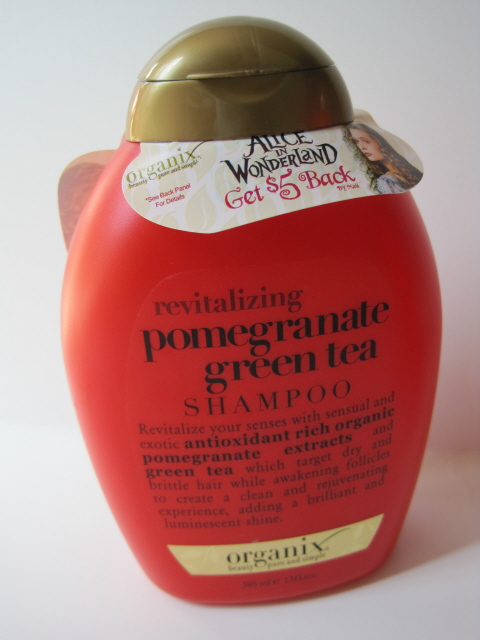 ALICE
IN
WONDERLAND
Get $5 Back
By Mail
organix
beauty pure and simple
*See Back Panel
For Details
revitalizing
pomegranate
green tea
SHAMPOO
Revitalize your senses with sensual and
exotic antioxidant rich organic
pomegranate extracts and
green tea which target dry and
brittle hair while awakening follicles
to create a clean and rejuvenating
experience, adding a brilliant and
luminescent shine.
organix
beauty pure and simple